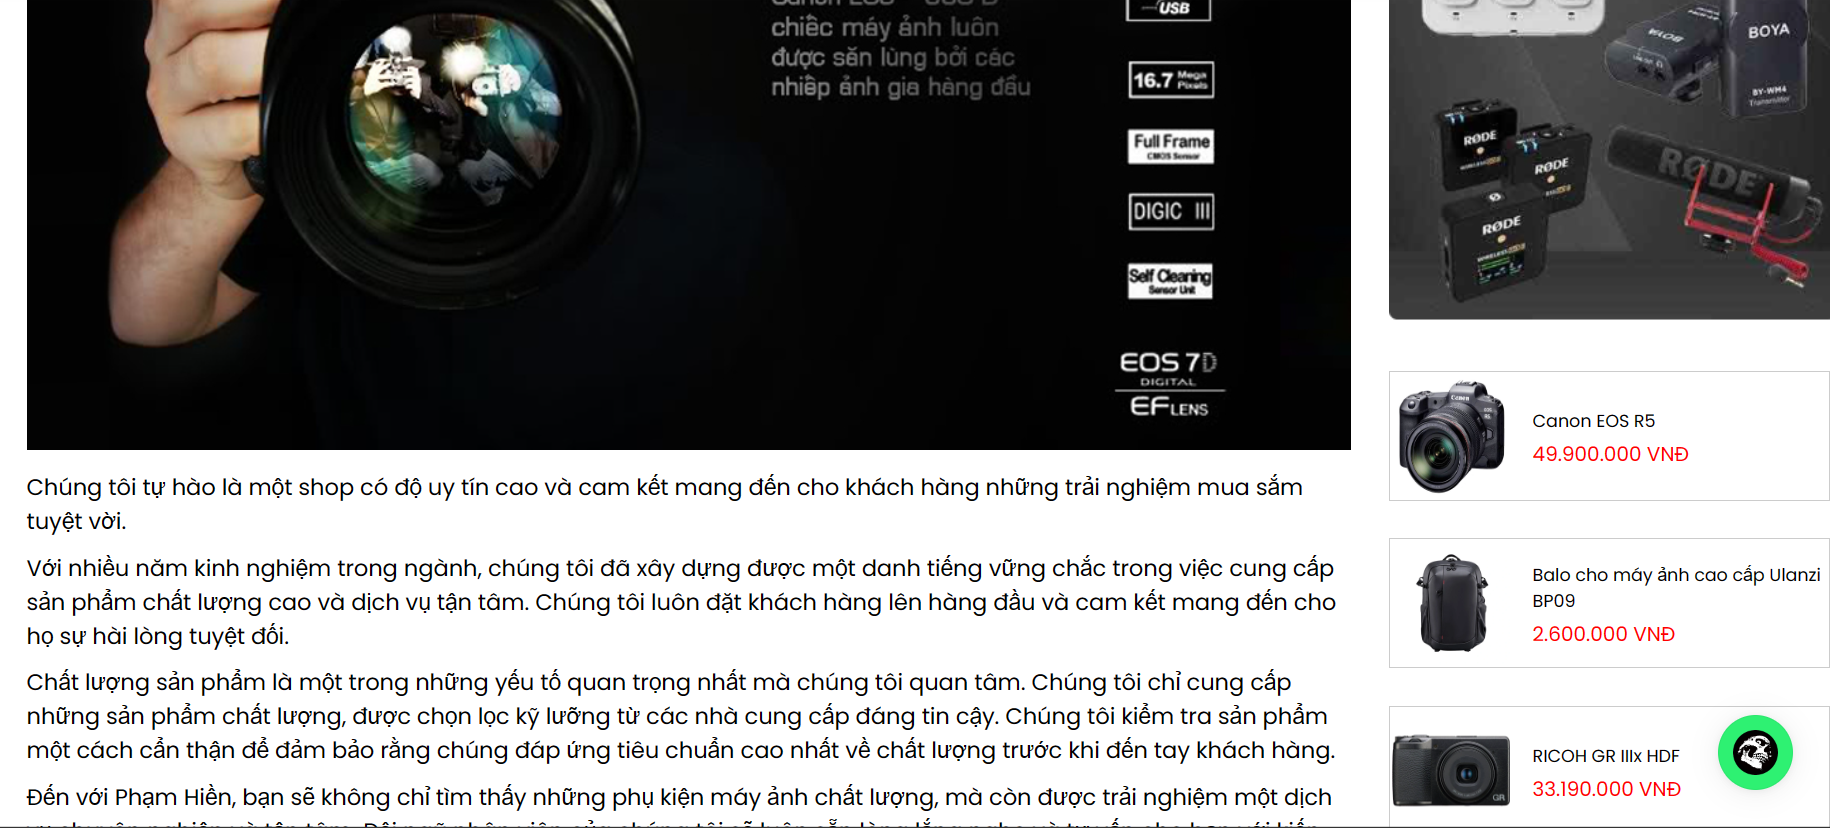 chiếc máy ảnh luôn
được săn lùng bởi các
nhiếp ảnh gia hàng đầu
USB
16.7 Mega Pixels
Full Frame
CMOS Sensor
DIGIC III
Self Cleaning
Sensor Unit
EOS 7D
DIGITAL
EF LENS
Chúng tôi tự hào là một shop có độ uy tín cao và cam kết mang đến cho khách hàng những trải nghiệm mua sắm
tuyệt vời.
Với nhiều năm kinh nghiệm trong ngành, chúng tôi đã xây dựng được một danh tiếng vững chắc trong việc cung cấp
sản phẩm chất lượng cao và dịch vụ tận tâm. Chúng tôi luôn đặt khách hàng lên hàng đầu và cam kết mang đến cho
họ sự hài lòng tuyệt đối.
Chất lượng sản phẩm là một trong những yếu tố quan trọng nhất mà chúng tôi quan tâm. Chúng tôi chỉ cung cấp
những sản phẩm chất lượng, được chọn lọc kỹ lưỡng từ các nhà cung cấp đáng tin cậy. Chúng tôi kiểm tra sản phẩm
một cách cẩn thận để đảm bảo rằng chúng đáp ứng tiêu chuẩn cao nhất về chất lượng trước khi đến tay khách hàng.
Đến với Phạm Hiền, bạn sẽ không chỉ tìm thấy những phụ kiện máy ảnh chất lượng, mà còn được trải nghiệm một dịch
BOYA
BOYA
BY-WM4
Transmitter
RØDE
RØDE
RØDE
RØDE
WIRELESS
Canon
Canon EOS R5
49.900.000 VNĐ
Balo cho máy ảnh cao cấp Ulanzi
BP09
2.600.000 VNĐ
GR
RICOH GR IIIx HDF
33.190.000 VNĐ